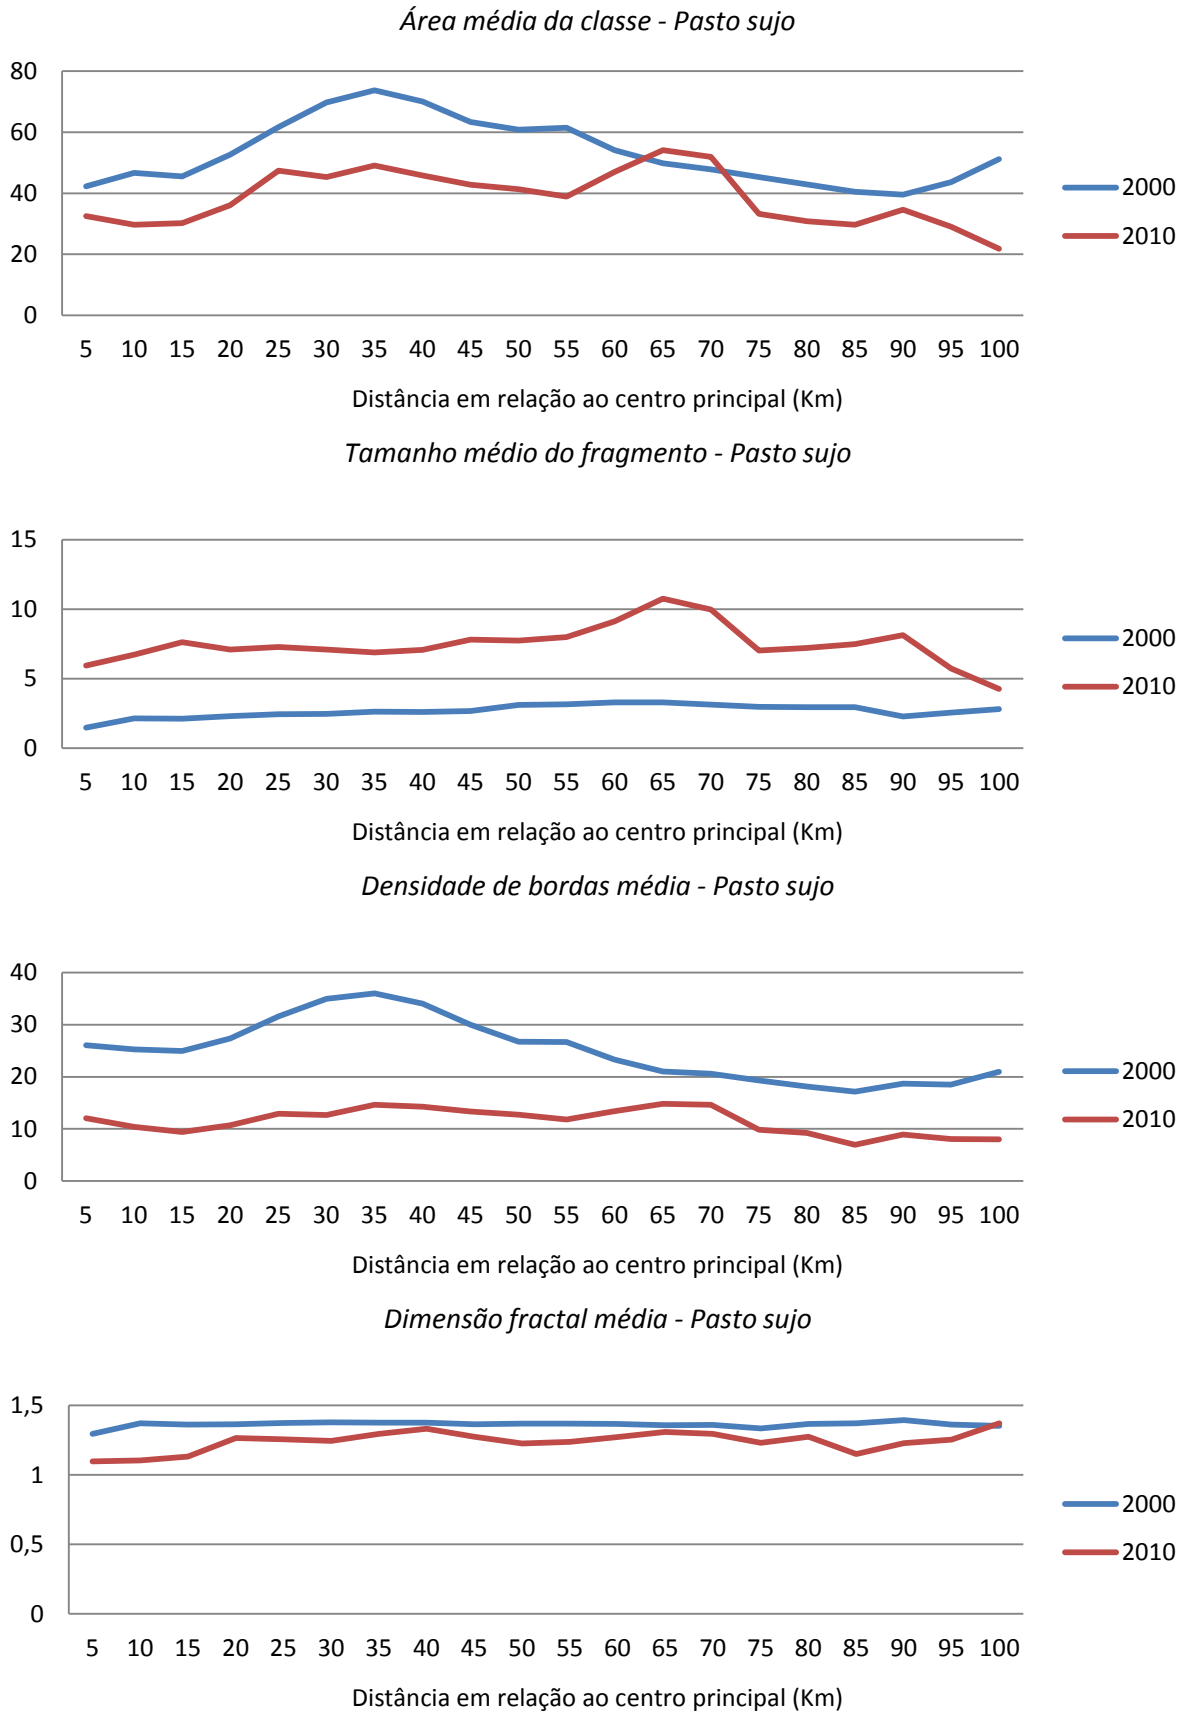 Área média da classe - Pasto sujo
80
60
40
20
0
5 10 15 20 25 30 35 40 45 50 55 60 65 70 75 80 85 90 95 100
Distância em relação ao centro principal (Km)
2000
2010
Tamanho médio do fragmento - Pasto sujo
15
10
5
0
5 10 15 20 25 30 35 40 45 50 55 60 65 70 75 80 85 90 95 100
Distância em relação ao centro principal (Km)
2000
2010
Densidade de bordas média - Pasto sujo
40
30
20
10
0
5 10 15 20 25 30 35 40 45 50 55 60 65 70 75 80 85 90 95 100
Distância em relação ao centro principal (Km)
2000
2010
Dimensão fractal média - Pasto sujo
1,5
1
0,5
0
5 10 15 20 25 30 35 40 45 50 55 60 65 70 75 80 85 90 95 100
Distância em relação ao centro principal (Km)
2000
2010